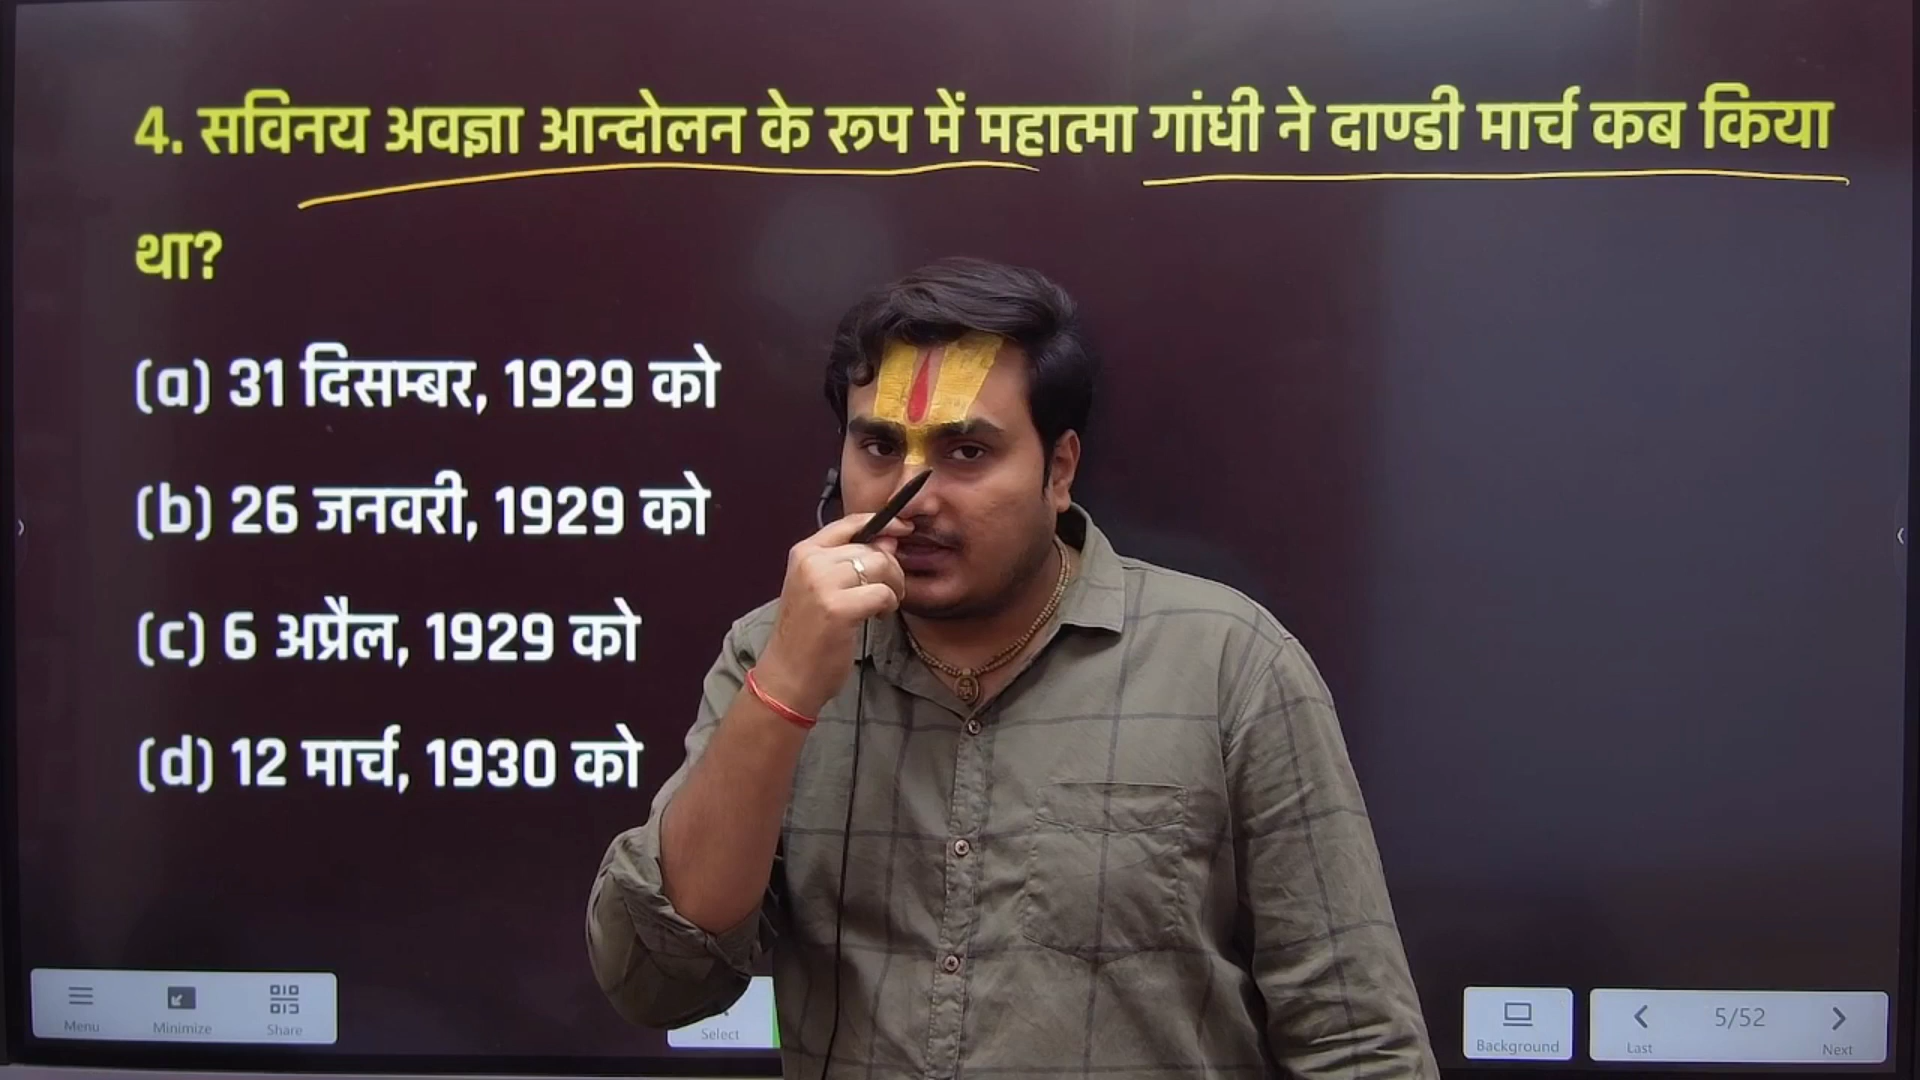 4. सविनय अवज्ञा आन्दोलन के रूप में महात्मा गांधी ने दाण्डी मार्च कब किया
था?
(a) 31 दिसम्बर, 1929 को
(b) 26 जनवरी, 1929 को
(c) 6 अप्रैल, 1929 को
(d) 12 मार्च, 1930 को
Menu
Minimize
Share
Select
Background
Last
5/52
Next